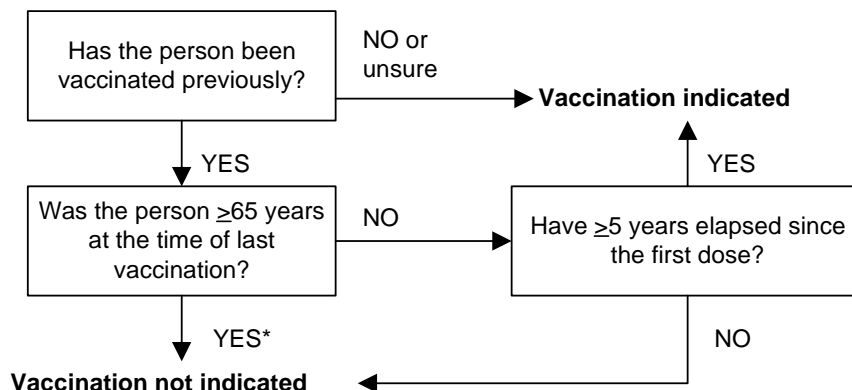 Has the person been
vaccinated previously?
NO or
unsure
Vaccination indicated
YES
YES
Was the person ≥65 years
at the time of last
vaccination?
NO
Have ≥5 years elapsed since
the first dose?
YES*
NO
Vaccination not indicated